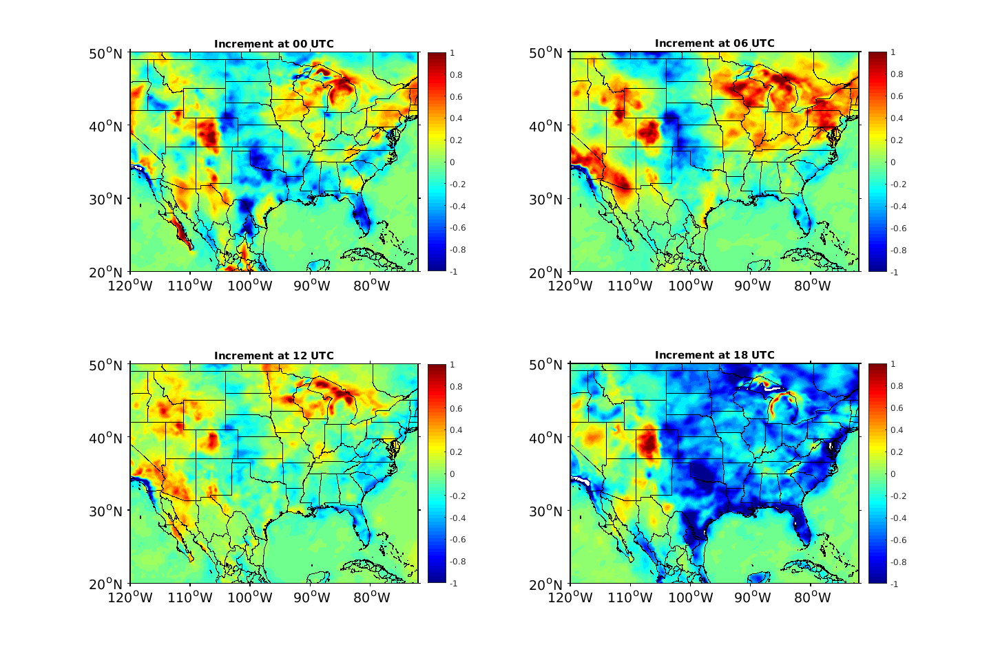 Increment at 00 UTC
50°N
40°N
30°N
20°N
120°W 110°W 100°W 90°W 80°W
1
0.8
0.6
0.4
0.2
0
-0.2
-0.4
-0.6
-0.8
-1
Increment at 06 UTC
50°N
40°N
30°N
20°N
120°W 110°W 100°W 90°W 80°W
1
0.8
0.6
0.4
0.2
0
-0.2
-0.4
-0.6
-0.8
-1
Increment at 12 UTC
50°N
40°N
30°N
20°N
120°W 110°W 100°W 90°W 80°W
1
0.8
0.6
0.4
0.2
0
-0.2
-0.4
-0.6
-0.8
-1
Increment at 18 UTC
50°N
40°N
30°N
20°N
120°W 110°W 100°W 90°W 80°W
1
0.8
0.6
0.4
0.2
0
-0.2
-0.4
-0.6
-0.8
-1